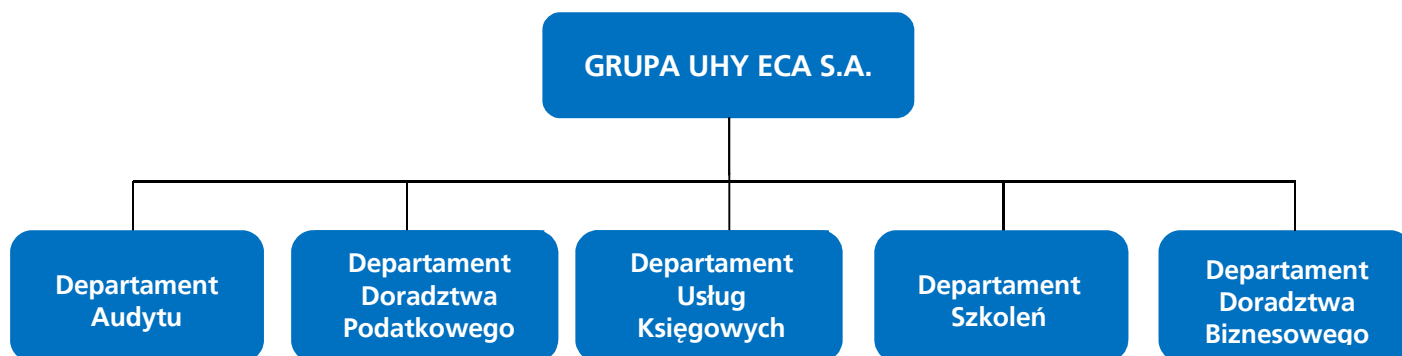 GRUPA UHY ECA S.A.
Departament
Audytu
Departament
Doradztwa
Podatkowego
Departament
Usług
Księgowych
Departament
Szkoleń
Departament
Doradztwa
Biznesowego